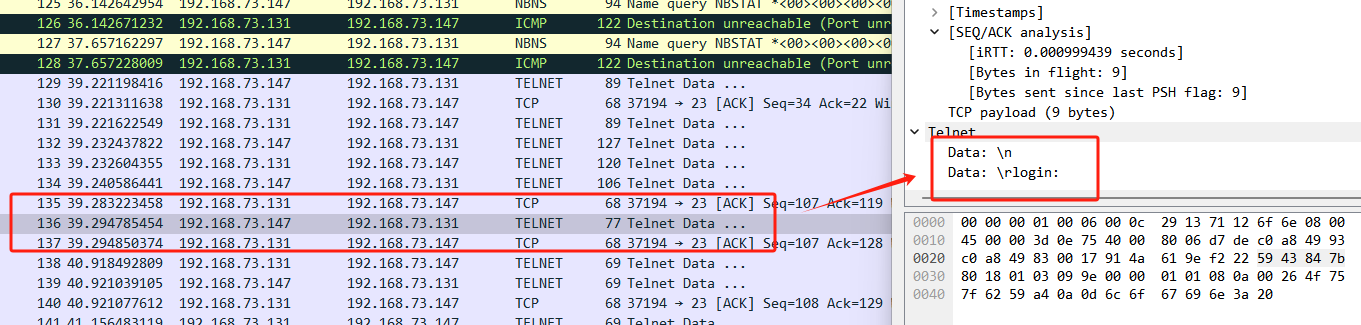 125 36.142642954 192.168.73.147 192.168.73.131 NBNS 94 Name query NBSTAT *<00><00><00><0
126 36.142671232 192.168.73.131 192.168.73.147 ICMP 122 Destination unreachable (Port unr
127 37.657162297 192.168.73.147 192.168.73.131 NBNS 94 Name query NBSTAT *<00><00><00><0
128 37.657228009 192.168.73.131 192.168.73.147 ICMP 122 Destination unreachable (Port unr
129 39.221198416 192.168.73.147 192.168.73.131 TELNET 89 Telnet Data ...
130 39.221311638 192.168.73.131 192.168.73.147 TCP 68 37194 → 23 [ACK] Seq=34 Ack=22 Wi
131 39.221622549 192.168.73.131 192.168.73.147 TELNET 89 Telnet Data ...
132 39.232437822 192.168.73.147 192.168.73.131 TELNET 127 Telnet Data ...
133 39.232604355 192.168.73.131 192.168.73.147 TELNET 120 Telnet Data ...
134 39.240586441 192.168.73.147 192.168.73.131 TELNET 106 Telnet Data ...
135 39.283223458 192.168.73.131 192.168.73.147 TCP 68 37194 → 23 [ACK] Seq=107 Ack=119
136 39.294785454 192.168.73.147 192.168.73.131 TELNET 77 Telnet Data ...
137 39.294850374 192.168.73.131 192.168.73.147 TCP 68 37194 → 23 [ACK] Seq=107 Ack=128
138 40.918492809 192.168.73.131 192.168.73.147 TELNET 69 Telnet Data ...
139 40.921039105 192.168.73.147 192.168.73.131 TELNET 69 Telnet Data ...
140 40.921077612 192.168.73.131 192.168.73.147 TCP 68 37194 → 23 [ACK] Seq=108 Ack=129
141 41.156483119 192.168.73.131 192.168.73.147 TELNET 69 Telnet Data ...
[Timestamps]
[SEQ/ACK analysis]
[iRTT: 0.000999439 seconds]
[Bytes in flight: 9]
[Bytes sent since last PSH flag: 9]
TCP payload (9 bytes)
Telnet
Data: \n
Data: \rlogin:
0000 00 00 00 01 00 06 00 0c 29 13 71 12 6f 6e 08 00
0010 45 00 00 3d 0e 75 40 00 80 06 d7 de c0 a8 49 93
0020 c0 a8 49 83 00 17 91 4a 61 9e f2 22 59 43 84 7b
0030 80 18 01 03 09 9e 00 00 01 01 08 0a 00 26 4f 75
0040 7f 62 59 a4 0a 0d 6c 6f 67 69 6e 3a 20